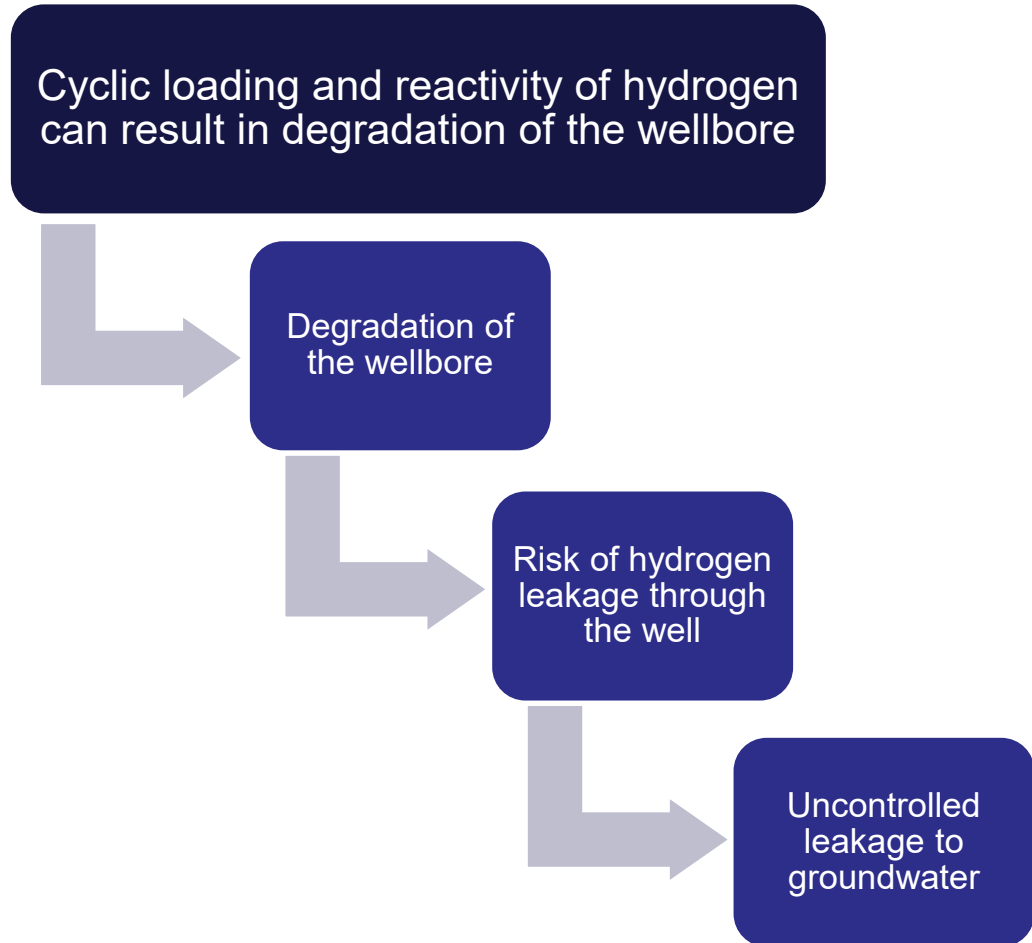 Cyclic loading and reactivity of hydrogen
can result in degradation of the wellbore
Degradation of
the wellbore
Risk of hydrogen
leakage through
the well
Uncontrolled
leakage to
groundwater